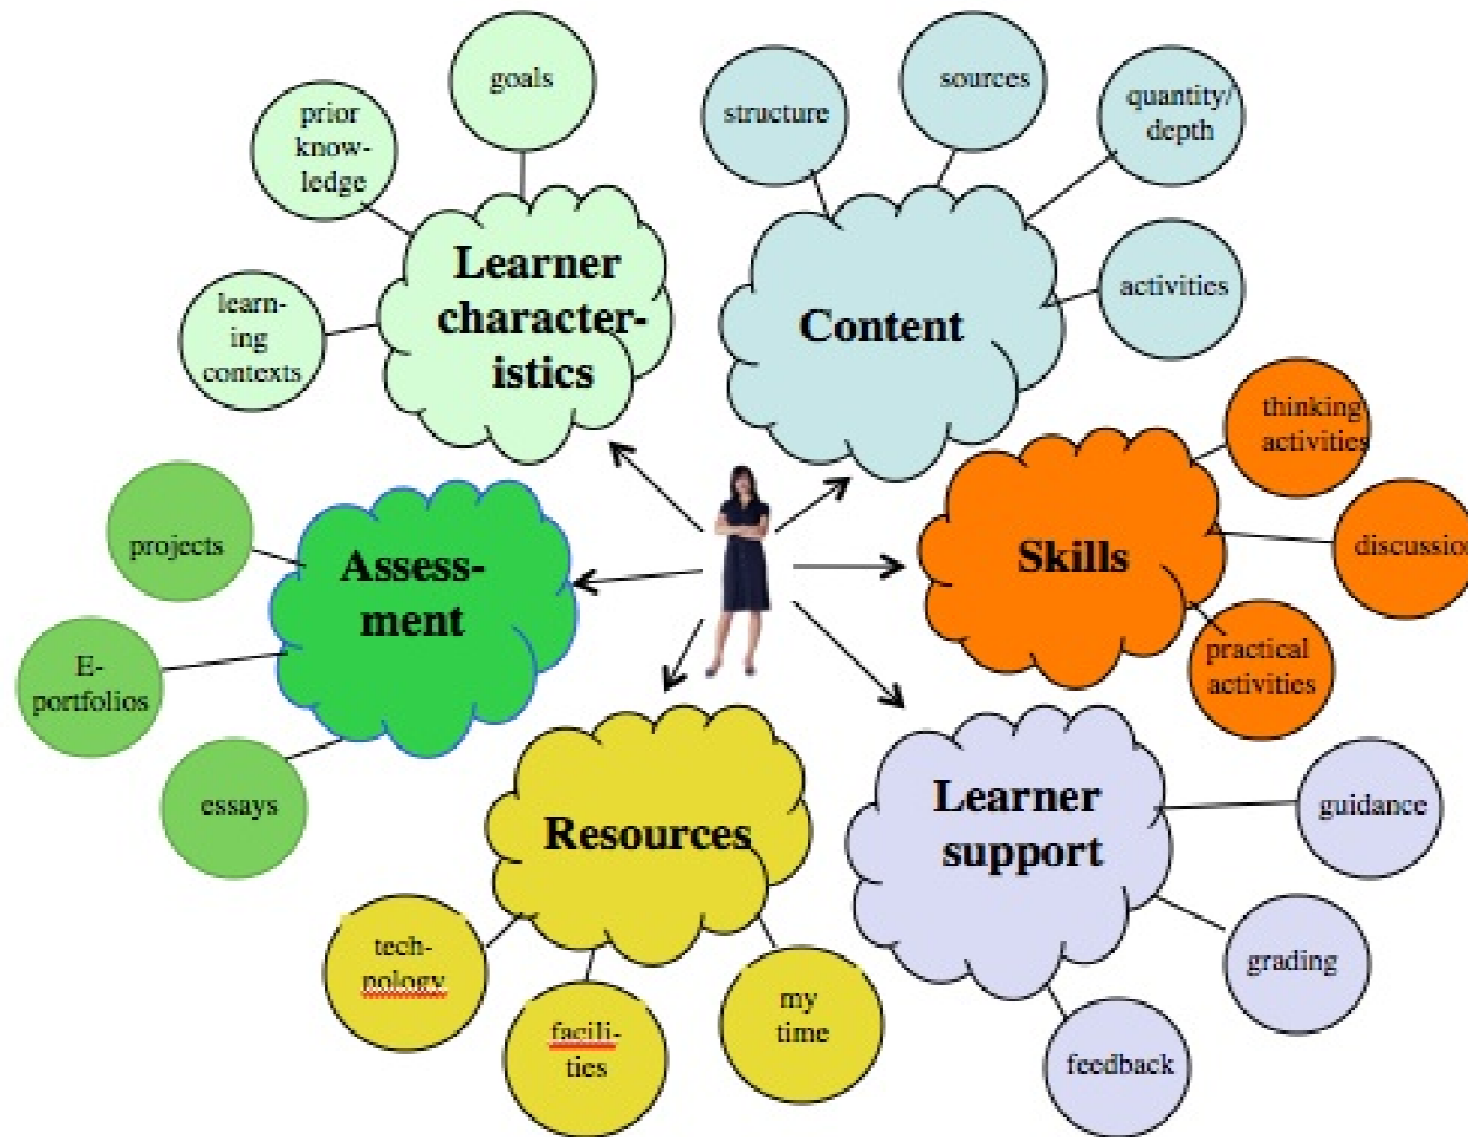 goals
prior
know-
ledge
learn-
ing
contexts
Learner
character-
istics
structure
sources
quantity/
depth
activities
Content
thinking
activities
discussion
practical
activities
Skills
projects
E-
portfolios
essays
Assess-
ment
Resources
tech-
nology
facili-
ties
my
time
Learner
support
guidance
grading
feedback